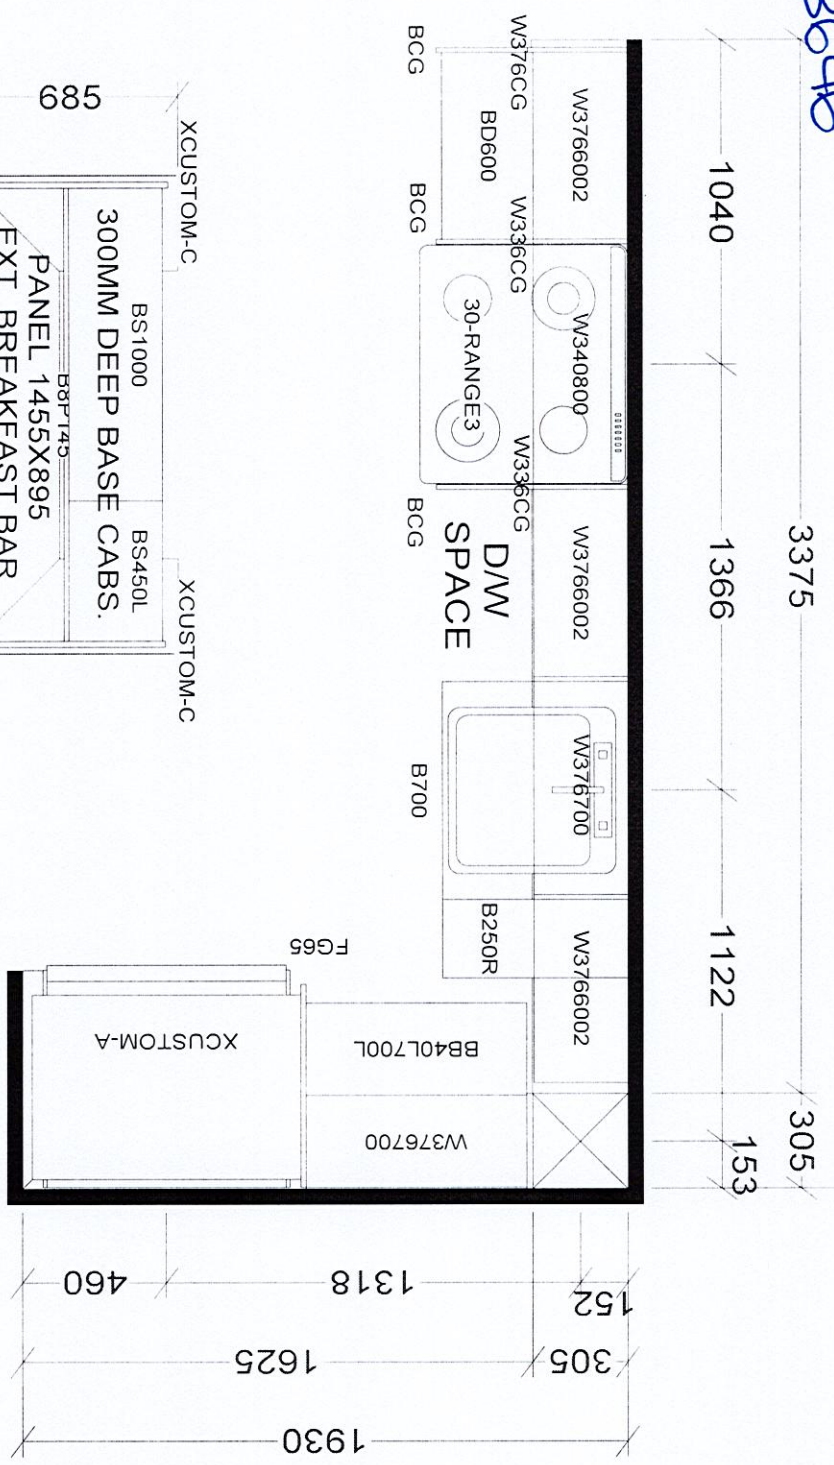 3375
305
1040
1366
1122
153
W3766002
W340800
W3766002
W376700
W3766002
W376CG
W336CG
W336CG
BD600
30-RANGE3
D/W
SPACE
B250R
BCG
BCG
BCG
B700
FG65
BB40L700L
W376700
XCUSTOM-A
152
1318
460
305
1625
1930
685
XCUSTOM-C
XCUSTOM-C
BS1000
BS450L
300MM DEEP BASE CABS.
PANEL 1455X895
EXT. BREAKFAST BAR